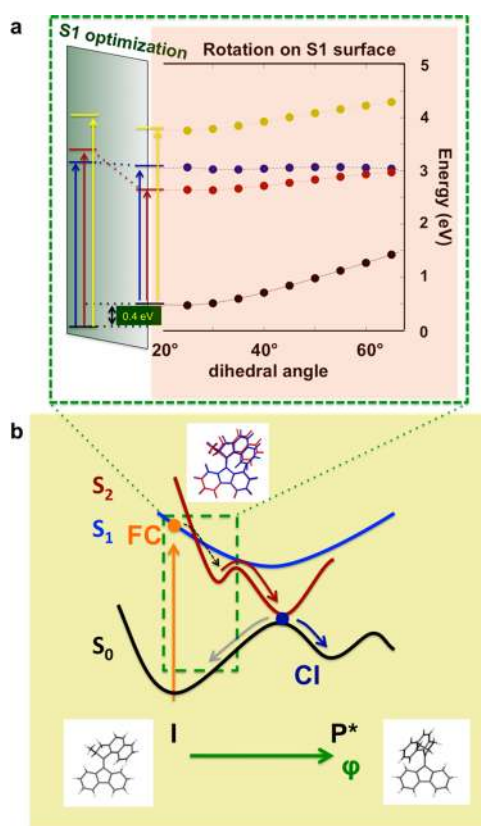 a
S1 optimization
Rotation on S1 surface
5
4
3
2
1
0
Energy (eV)
0.4 eV
20°
40°
60°
dihedral angle
b
S₂
S₁
FC
S₀
CI
I
P*
φ